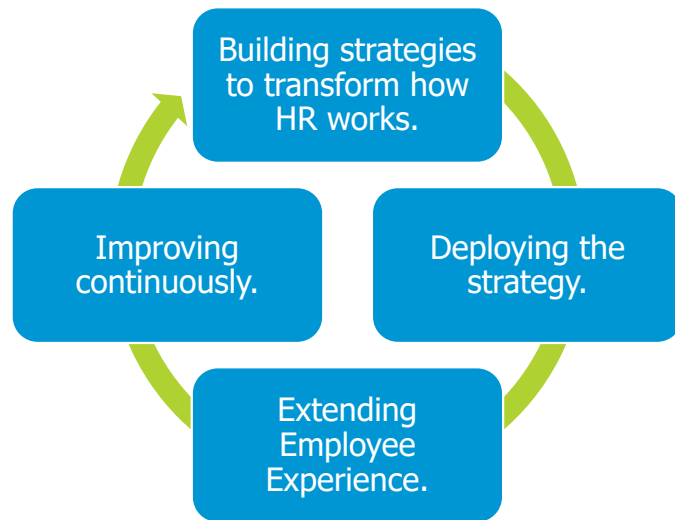 Building strategies
to transform how
HR works.
Deploying the
strategy.
Extending
Employee
Experience.
Improving
continuously.